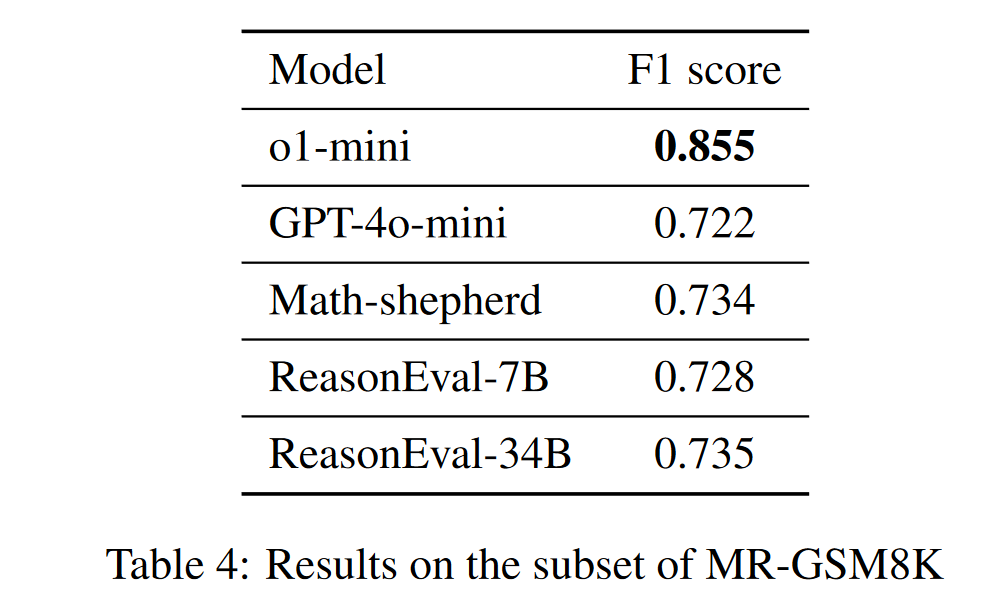 Model F1 score
o1-mini 0.855
GPT-4o-mini 0.722
Math-shepherd 0.734
ReasonEval-7B 0.728
ReasonEval-34B 0.735
Table 4: Results on the subset of MR-GSM8K